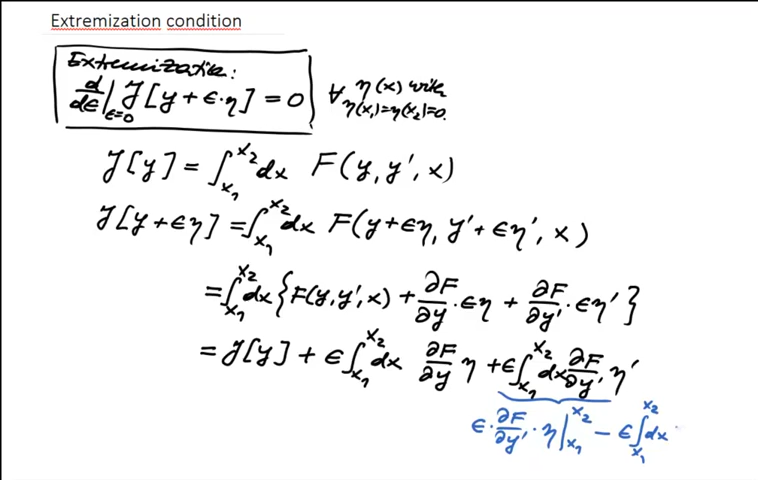 Extremization condition
Extremization:
d/dϵ|_{ϵ=0} J[y + ϵ·η] = 0 ∀ η(x) with η(x₁)=η(x₂)=0.
J[y] = ∫_{x₁}^{x₂} dx F(y, y', x)
J[y+ϵη] = ∫_{x₁}^{x₂} dx F(y+ϵη, y'+ϵη', x)
= ∫_{x₁}^{x₂} dx {F(y,y',x) + ∂F/∂y · ϵη + ∂F/∂y' · ϵη'}
= J[y] + ϵ ∫_{x₁}^{x₂} dx ∂F/∂y η + ϵ ∫_{x₁}^{x₂} dx ∂F/∂y' η'
ϵ · ∂F/∂y' · η |_{x₁}^{x₂} − ϵ ∫_{x₁}^{x₂} dx